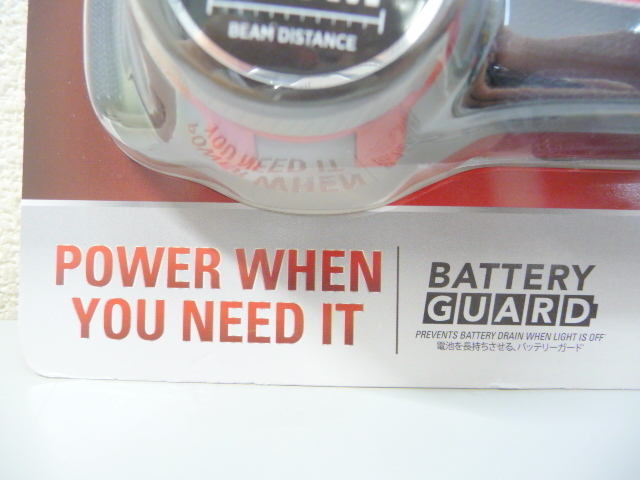 BEAM DISTANCE
POWER WHEN
YOU NEED IT
BATTERY
GUARD
PREVENTS BATTERY DRAIN WHEN LIGHT IS OFF
電池を長持ちさせる、バッテリーガード